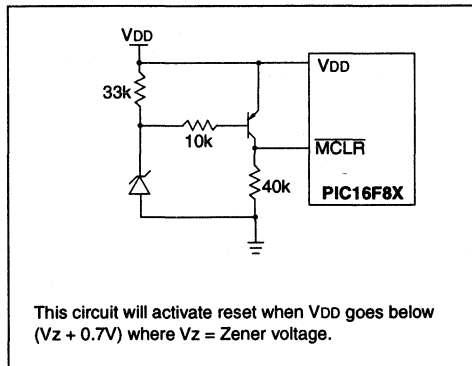 VDD
VDD
33k
10k
MCLR
40k
PIC16F8X
This circuit will activate reset when VDD goes below
(Vz + 0.7V) where Vz = Zener voltage.